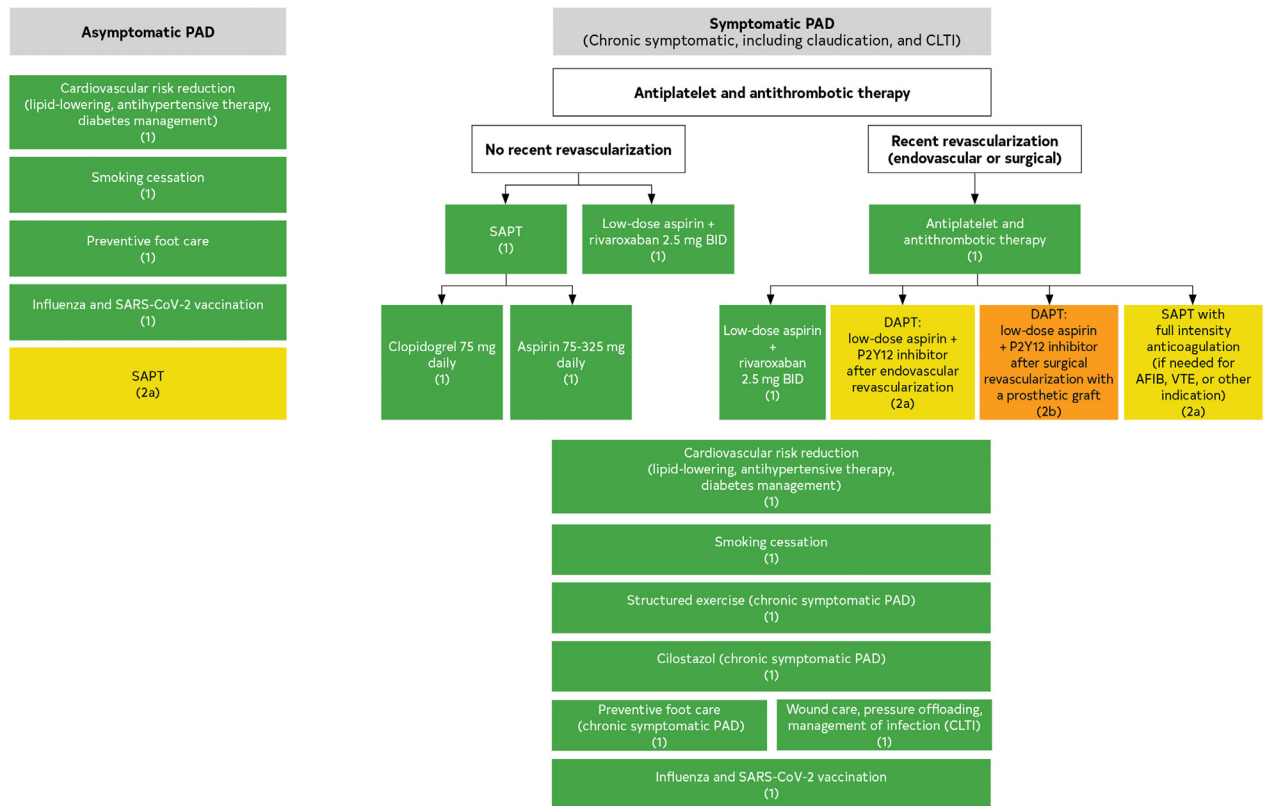 Asymptomatic PAD
Cardiovascular risk reduction
(lipid-lowering, antihypertensive therapy,
diabetes management)
(1)
Smoking cessation
(1)
Preventive foot care
(1)
Influenza and SARS-CoV-2 vaccination
(1)
SAPT
(2a)
Symptomatic PAD
(Chronic symptomatic, including claudication, and CLTI)
Antiplatelet and antithrombotic therapy
No recent revascularization
Recent revascularization
(endovascular or surgical)
SAPT
(1)
Low-dose aspirin +
rivaroxaban 2.5 mg BID
(1)
Antiplatelet and
antithrombotic therapy
(1)
Clopidogrel 75 mg
daily
(1)
Aspirin 75-325 mg
daily
(1)
Low-dose aspirin
+
rivaroxaban
2.5 mg BID
(1)
DAPT:
low-dose aspirin +
P2Y12 inhibitor
after endovascular
revascularization
(2a)
DAPT:
low-dose aspirin
+ P2Y12 inhibitor
after surgical
revascularization with
a prosthetic graft
(2b)
SAPT with
full intensity
anticoagulation
(if needed for
AFIB, VTE, or other
indication)
(2a)
Cardiovascular risk reduction
(lipid-lowering, antihypertensive therapy,
diabetes management)
(1)
Smoking cessation
(1)
Structured exercise (chronic symptomatic PAD)
(1)
Cilostazol (chronic symptomatic PAD)
(1)
Preventive foot care
(chronic symptomatic PAD)
(1)
Wound care, pressure offloading,
management of infection (CLTI)
(1)
Influenza and SARS-CoV-2 vaccination
(1)